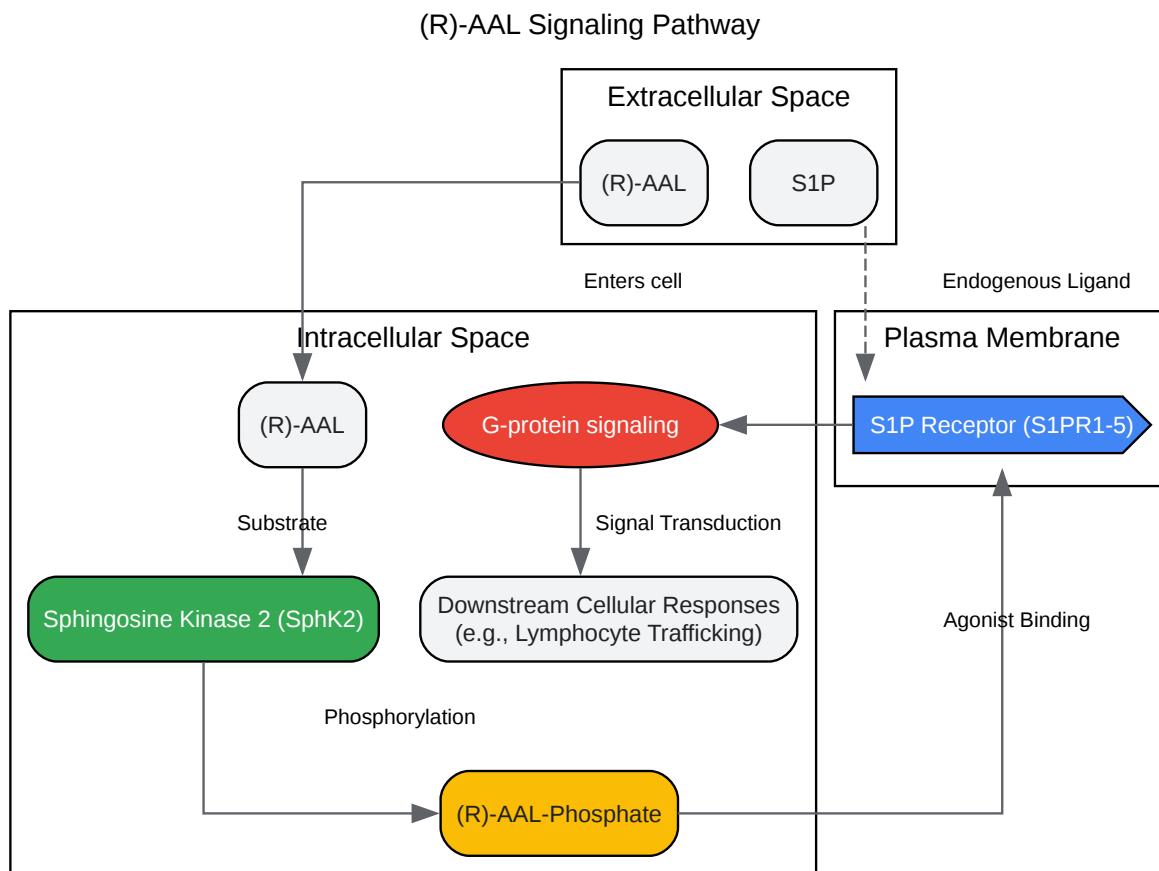 (R)-AAL Signaling Pathway
Extracellular Space
(R)-AAL
S1P
Enters cell
Endogenous Ligand
Intracellular Space
Plasma Membrane
(R)-AAL
G-protein signaling
S1P Receptor (S1PR1-5)
Substrate
Signal Transduction
Sphingosine Kinase 2 (SphK2)
Downstream Cellular Responses
(e.g., Lymphocyte Trafficking)
Agonist Binding
Phosphorylation
(R)-AAL-Phosphate